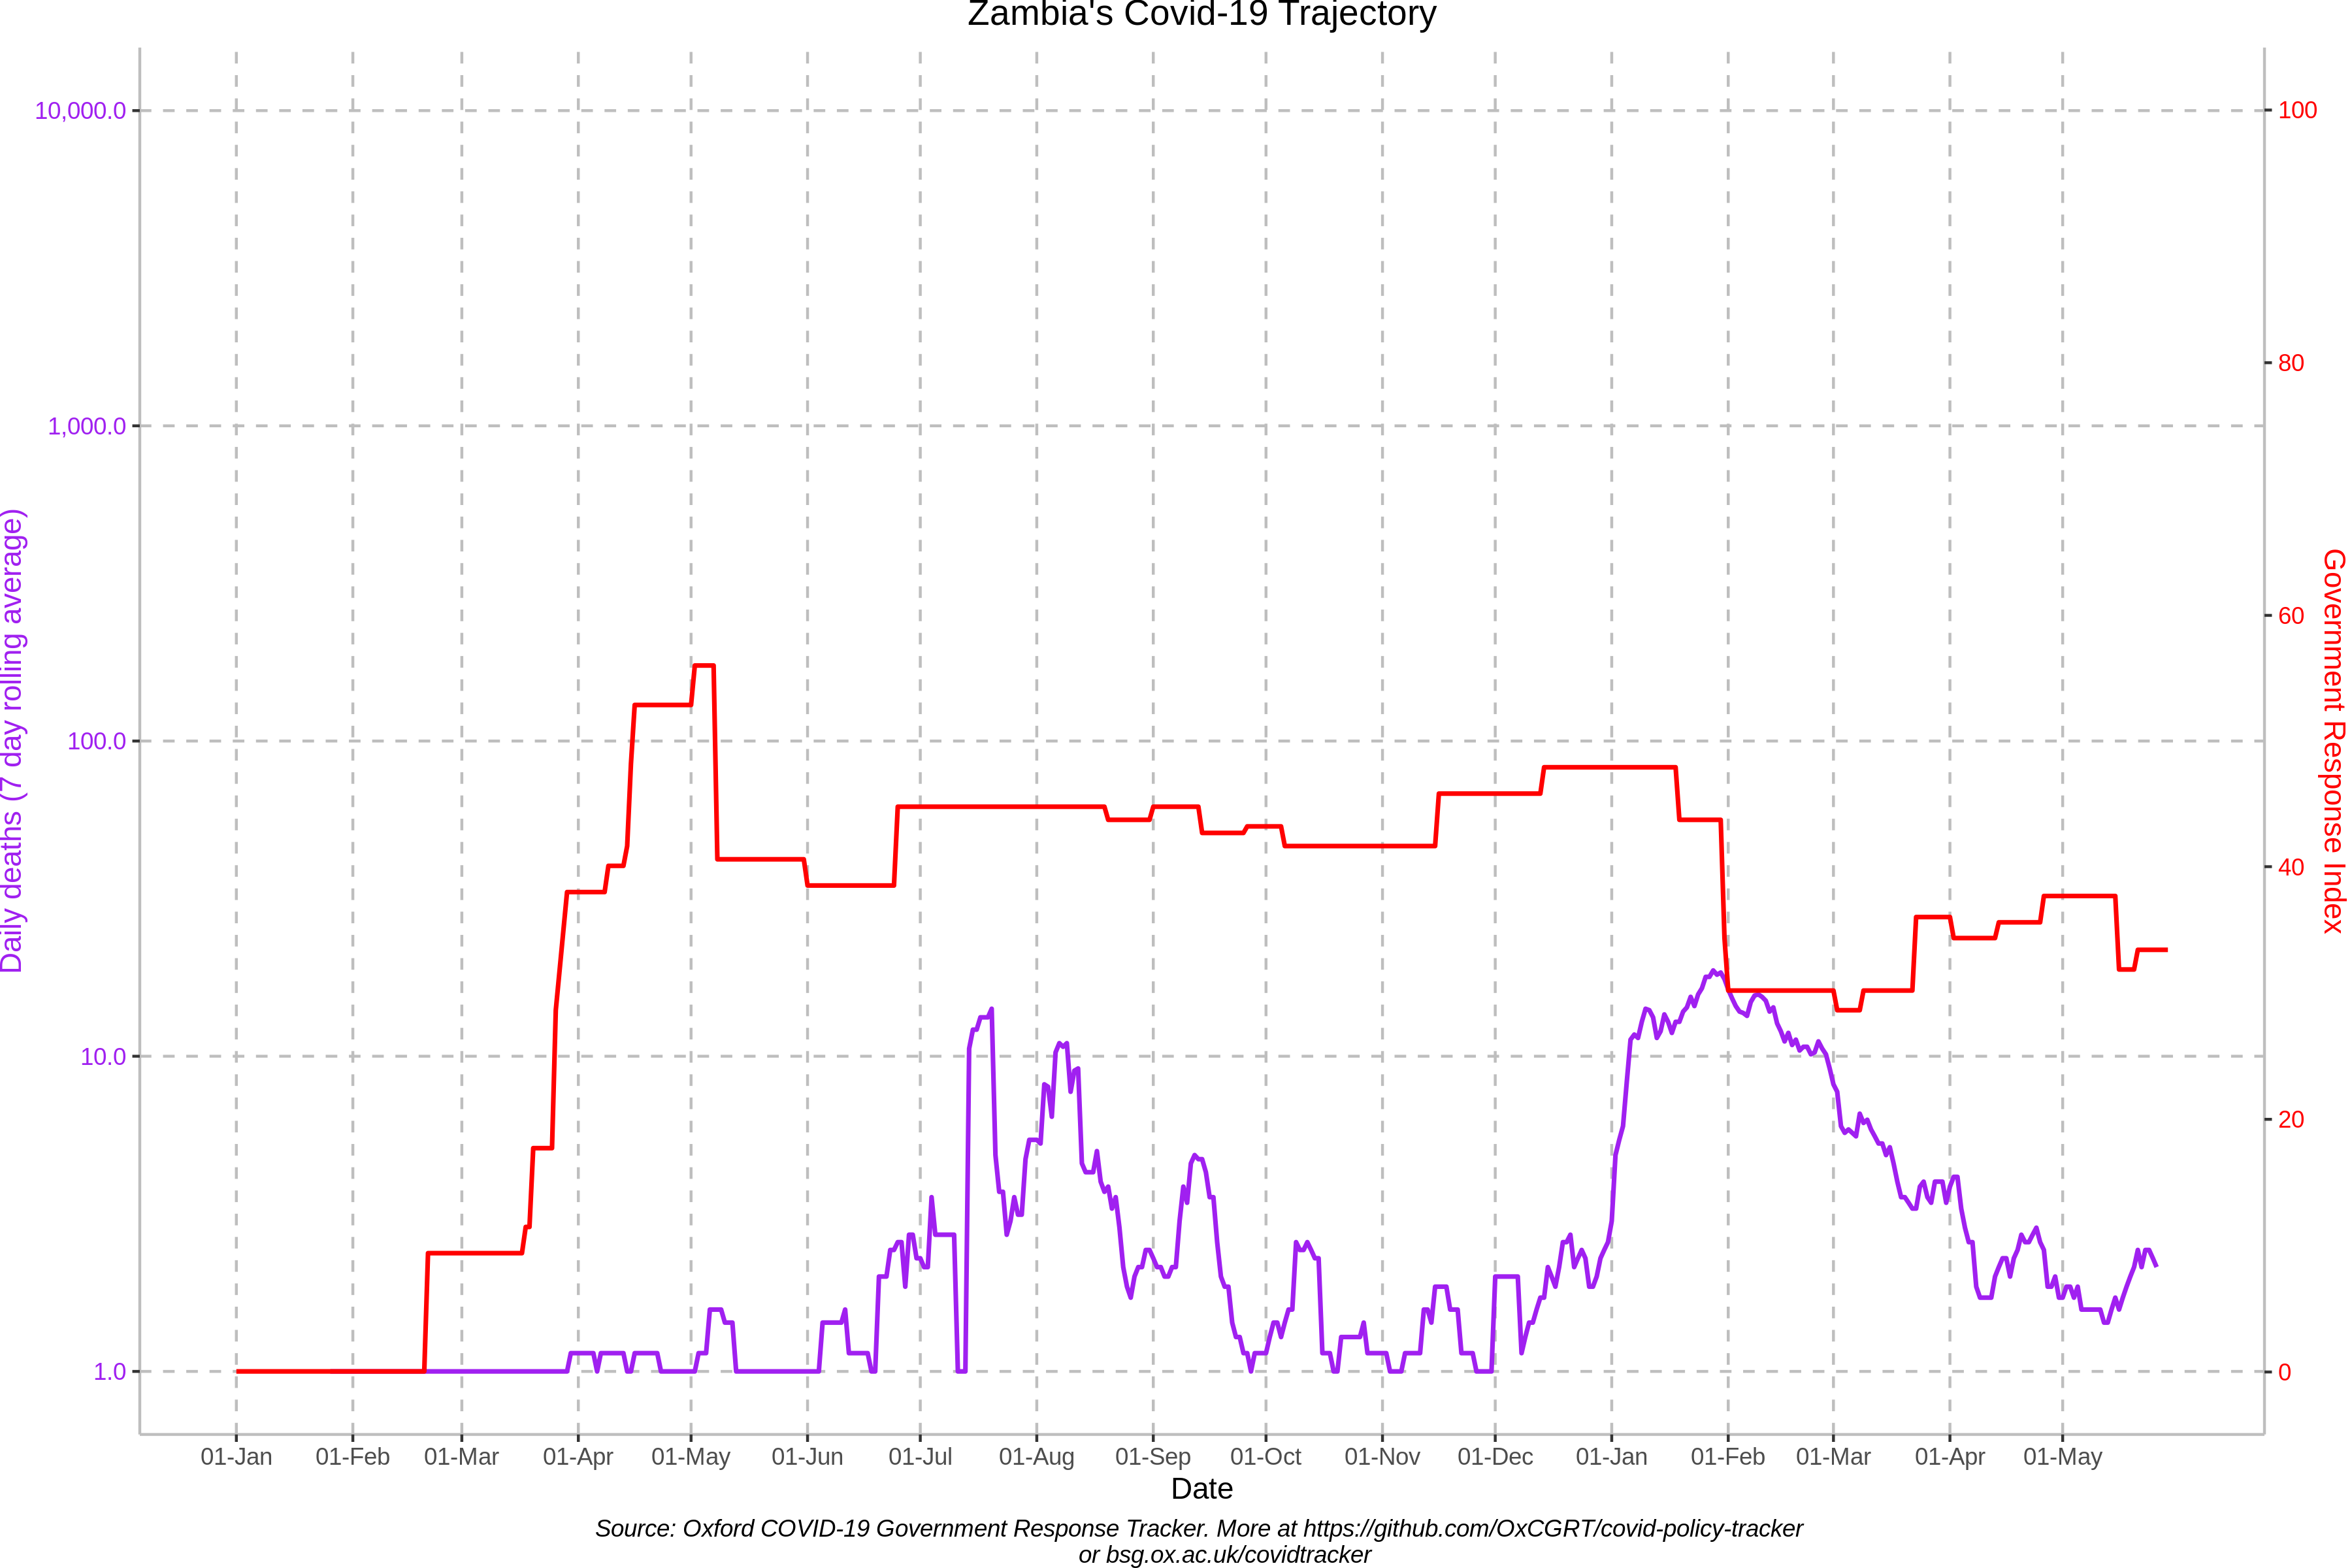 Zambia's Covid-19 Trajectory
10,000.0
1,000.0
100.0
10.0
1.0
Daily deaths (7 day rolling average)
100
80
60
40
20
0
Government Response Index
01-Jan 01-Feb 01-Mar 01-Apr 01-May 01-Jun 01-Jul 01-Aug 01-Sep 01-Oct 01-Nov 01-Dec 01-Jan 01-Feb 01-Mar 01-Apr 01-May
Date
Source: Oxford COVID-19 Government Response Tracker. More at https://github.com/OxCGRT/covid-policy-tracker
or bsg.ox.ac.uk/covidtracker